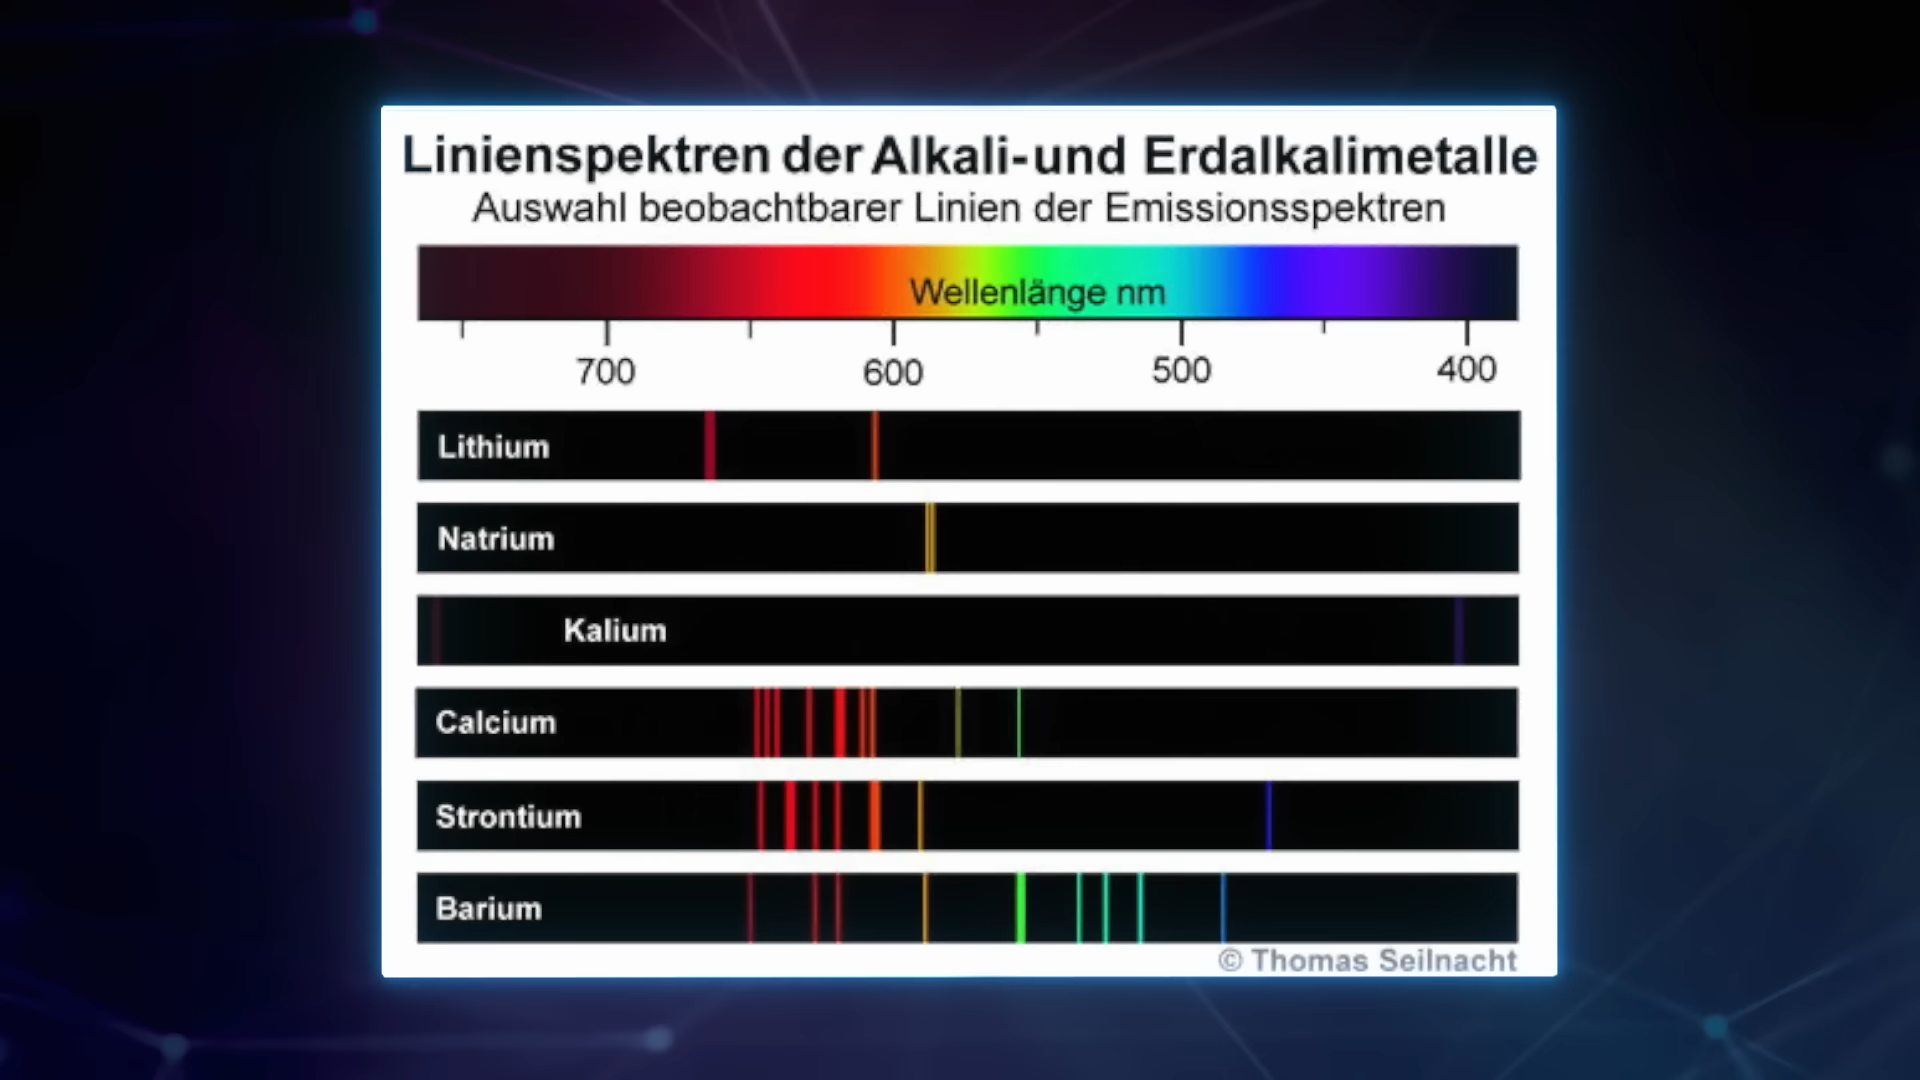 Linienspektren der Alkali-und Erdalkalimetalle
Auswahl beobachtbarer Linien der Emissionsspektren
Wellenlänge nm
700 600 500 400
Lithium
Natrium
Kalium
Calcium
Strontium
Barium
© Thomas Seilnacht